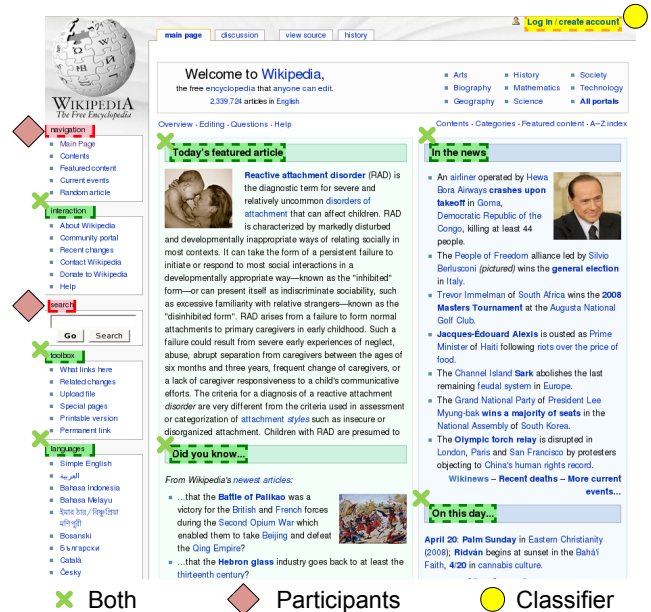 Log in / create account
main page
discussion
view source
history
WIKIPEDIA
The Free Encyclopedia
Welcome to Wikipedia,
the free encyclopedia that anyone can edit.
2.339.724 articles in English
Arts
History
Society
Biography
Mathematics
Technology
Geography
Science
All portals
Overview · Editing · Questions · Help
Contents · Categories · Featured content · A–Z index
navigation
Main Page
Contents
Featured content
Current events
Random article
interaction
About Wikipedia
Community portal
Recent changes
Contact Wikipedia
Donate to Wikipedia
Help
search
Go
Search
toolbox
What links here
Related changes
Upload file
Special pages
Printable version
Permanent link
languages
Simple English
العربية
Bahasa Indonesia
Bahasa Melayu
ইমার ঠার/বিষ্ণুপ্রিয়া
মণিপুরী
Bosanski
Български
Català
Česky
Today's featured article
Reactive attachment disorder (RAD) is
the diagnostic term for severe and
relatively uncommon disorders of
attachment that can affect children. RAD
is characterized by markedly disturbed
and developmentally inappropriate ways of relating socially in
most contexts. It can take the form of a persistent failure to
initiate or respond to most social interactions in a
developmentally appropriate way—known as the "inhibited"
form—or can present itself as indiscriminate sociability, such
as excessive familiarity with relative strangers—known as the
"disinhibited form". RAD arises from a failure to form normal
attachments to primary caregivers in early childhood. Such a
failure could result from severe early experiences of neglect,
abuse, abrupt separation from caregivers between the ages of
six months and three years, frequent change of caregivers, or
a lack of caregiver responsiveness to a child's communicative
efforts. The criteria for a diagnosis of a reactive attachment
disorder are very different from the criteria used in assessment
or categorization of attachment styles such as insecure or
disorganized attachment. Children with RAD are presumed to
Did you know...
From Wikipedia's newest articles:
...that the Battle of Palikao was a
victory for the British and French forces
during the Second Opium War which
enabled them to take Beijing and defeat
the Qing Empire?
...that the Hebron glass industry goes back to at least the
thirteenth century?
In the news
An airliner operated by Hewa
Bora Airways crashes upon
takeoff in Goma,
Democratic Republic of the
Congo, killing at least 44
people.
The People of Freedom alliance led by Silvio
Berlusconi (pictured) wins the general election
in Italy.
Trevor Immelman of South Africa wins the 2008
Masters Tournament at the Augusta National
Golf Club.
Jacques-Édouard Alexis is ousted as Prime
Minister of Haiti following riots over the price of
food.
The Channel Island Sark abolishes the last
remaining feudal system in Europe.
The Grand National Party of President Lee
Myung-bak wins a majority of seats in the
National Assembly of South Korea.
The Olympic torch relay is disrupted in
London, Paris and San Francisco by protesters
objecting to China's human rights record.
Wikinews – Recent deaths – More current
events...
On this day...
April 20: Palm Sunday in Eastern Christianity
(2008); Ridván begins at sunset in the Bahá'í
Faith, 4/20 in cannabis culture.
Both
Participants
Classifier